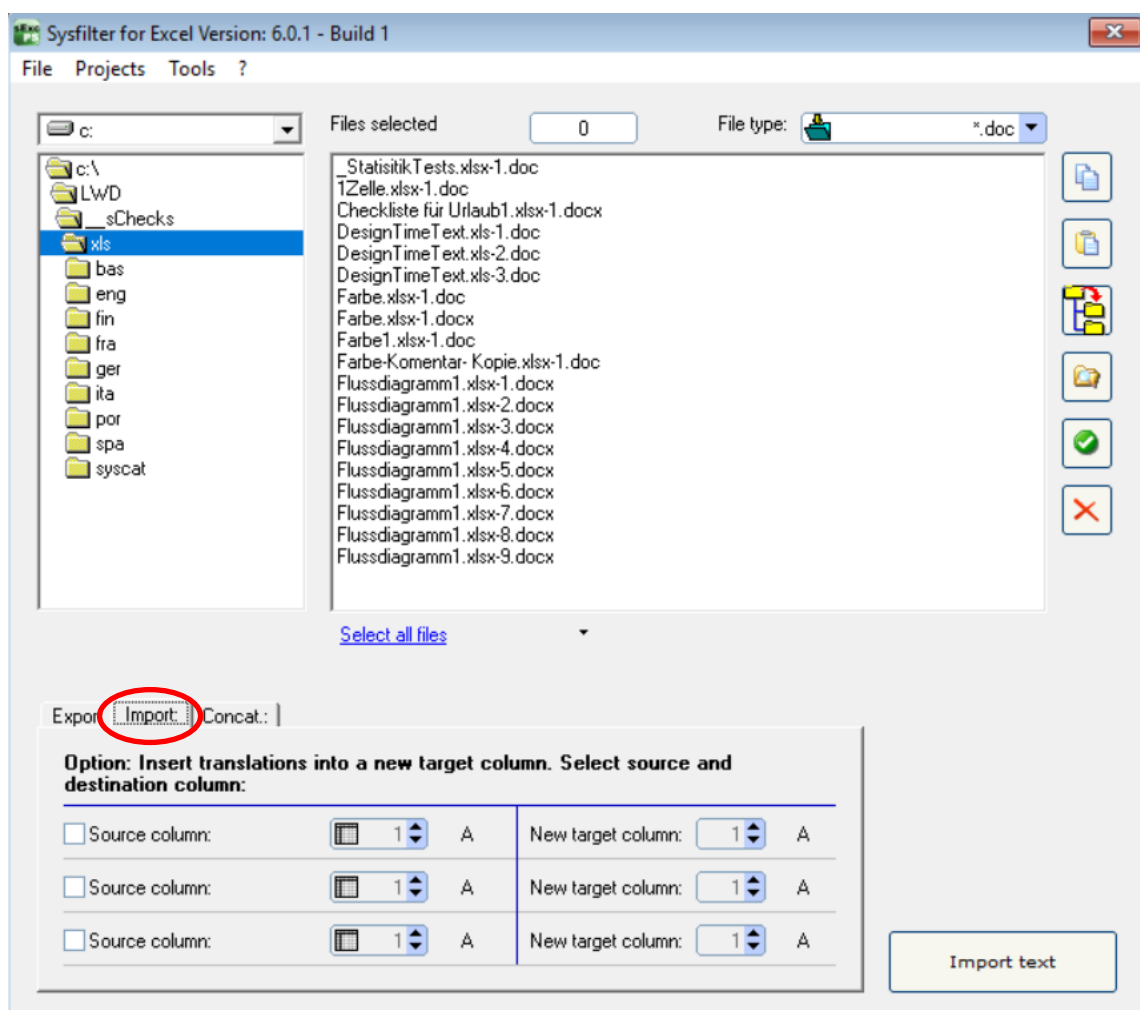 Sysfilter for Excel Version: 6.0.1 - Build 1
File Projects Tools ?
c:
Files selected 0 File type: *.doc
c:\
LWD
__sChecks
xls
bas
eng
fin
fra
ger
ita
por
spa
syscat
_StatisitikTests.xlsx-1.doc
1Zelle.xlsx-1.doc
Checkliste für Urlaub1.xlsx-1.docx
DesignTimeText.xls-1.doc
DesignTimeText.xls-2.doc
DesignTimeText.xls-3.doc
Farbe.xlsx-1.doc
Farbe.xlsx-1.docx
Farbe1.xlsx-1.doc
Farbe-Komentar- Kopie.xlsx-1.doc
Flussdiagramm1.xlsx-1.docx
Flussdiagramm1.xlsx-2.docx
Flussdiagramm1.xlsx-3.docx
Flussdiagramm1.xlsx-4.docx
Flussdiagramm1.xlsx-5.docx
Flussdiagramm1.xlsx-6.docx
Flussdiagramm1.xlsx-7.docx
Flussdiagramm1.xlsx-8.docx
Flussdiagramm1.xlsx-9.docx
Select all files
Expor Import: Concat.:
Option: Insert translations into a new target column. Select source and
destination column:
Source column: 1 A New target column: 1 A
Source column: 1 A New target column: 1 A
Source column: 1 A New target column: 1 A
Import text